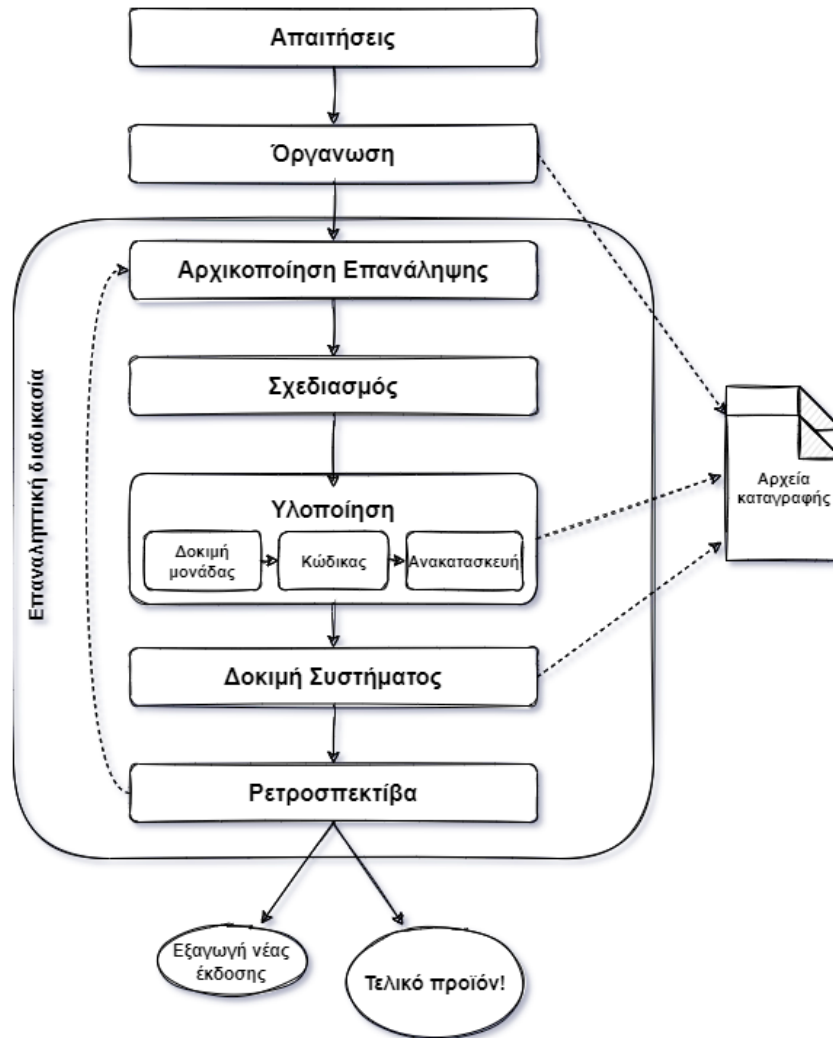 Απαιτήσεις
Όργανωση
Αρχικοποίηση Επανάληψης
Σχεδιασμός
Επαναληπτική διαδικασία
Υλοποίηση
Δοκιμή
μονάδας
Κώδικας
Ανακατασκευή
Αρχεία
καταγραφής
Δοκιμή Συστήματος
Ρετροσπεκτίβα
Εξαγωγή νέας
έκδοσης
Τελικό προϊόν!